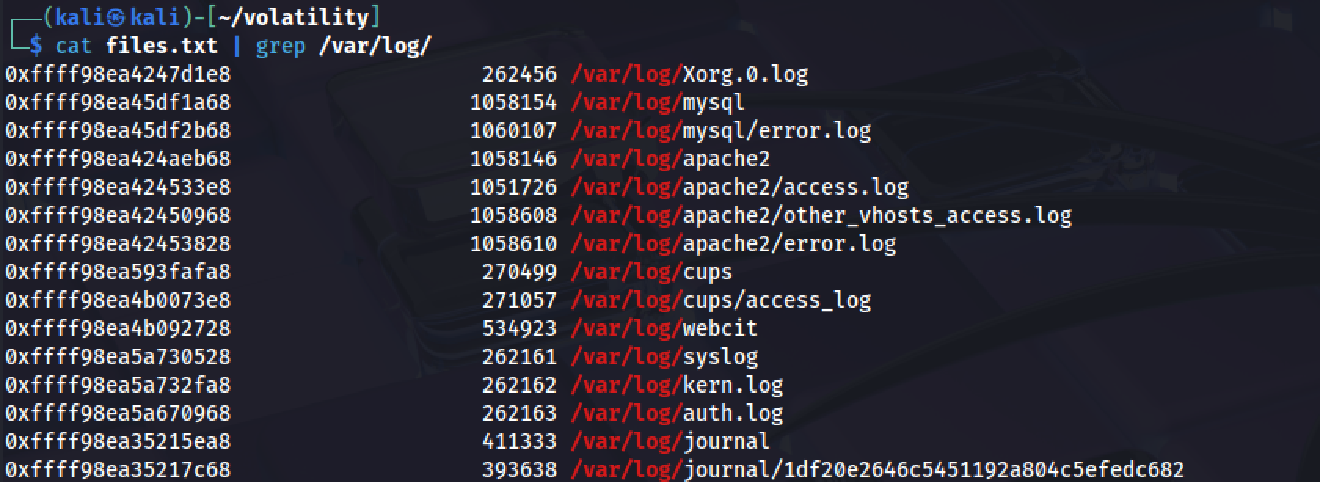 ┌──(kali㉿kali)-[~/volatility]
└─$ cat files.txt | grep /var/log/
0xffff98ea4247d1e8 262456 /var/log/Xorg.0.log
0xffff98ea45df1a68 1058154 /var/log/mysql
0xffff98ea45df2b68 1060107 /var/log/mysql/error.log
0xffff98ea424aeb68 1058146 /var/log/apache2
0xffff98ea424533e8 1051726 /var/log/apache2/access.log
0xffff98ea42450968 1058608 /var/log/apache2/other_vhosts_access.log
0xffff98ea42453828 1058610 /var/log/apache2/error.log
0xffff98ea593fafa8 270499 /var/log/cups
0xffff98ea4b0073e8 271057 /var/log/cups/access_log
0xffff98ea4b092728 534923 /var/log/webcit
0xffff98ea5a730528 262161 /var/log/syslog
0xffff98ea5a732fa8 262162 /var/log/kern.log
0xffff98ea5a670968 262163 /var/log/auth.log
0xffff98ea35215ea8 411333 /var/log/journal
0xffff98ea35217c68 393638 /var/log/journal/1df20e2646c5451192a804c5efedc682